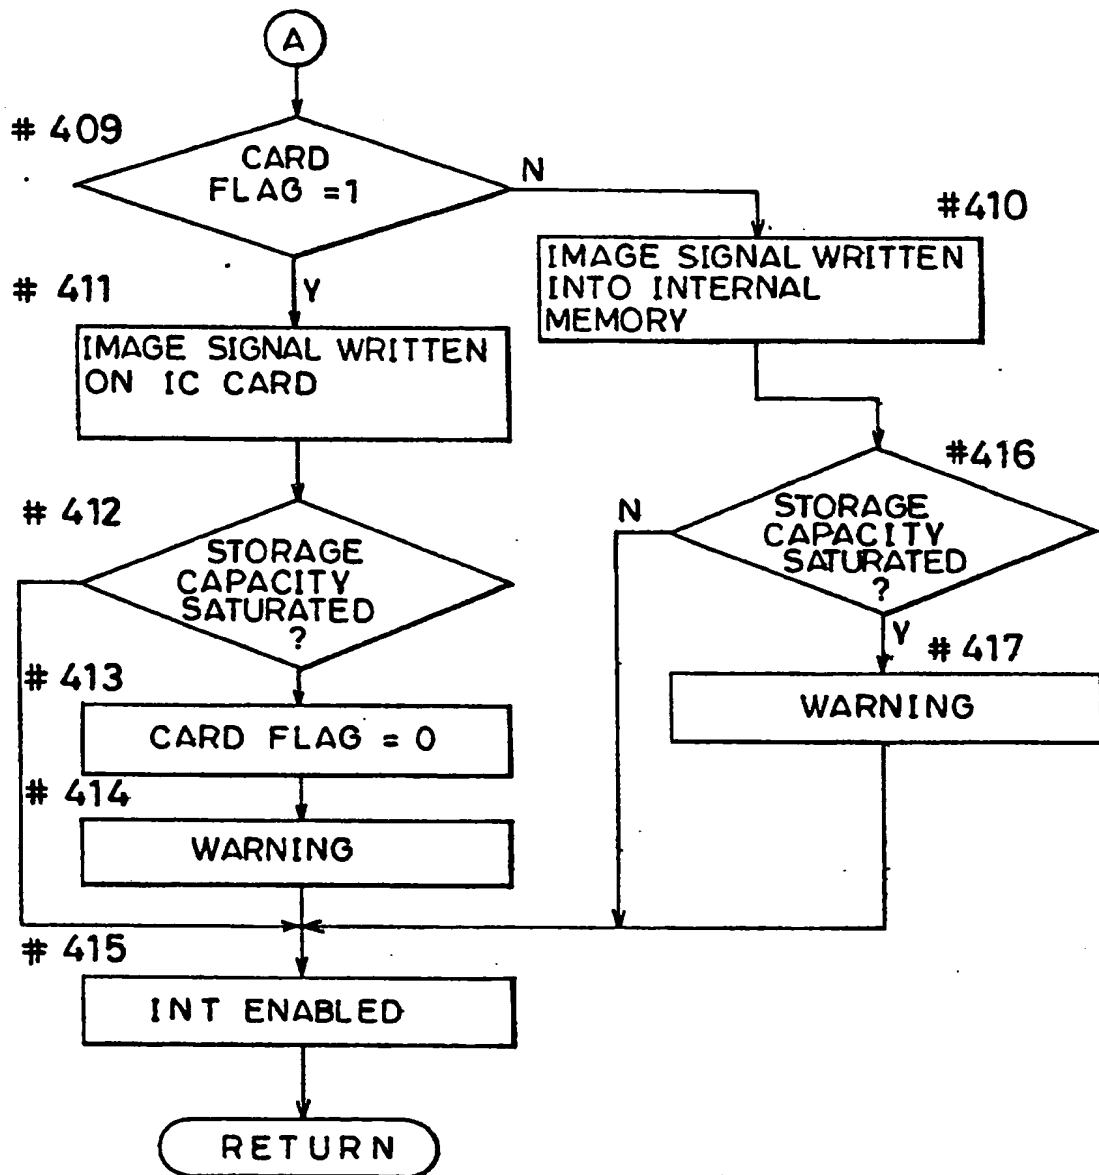 A
# 409
CARD
FLAG =1
N
#410
IMAGE SIGNAL WRITTEN
INTO INTERNAL
MEMORY
# 411
Y
IMAGE SIGNAL WRITTEN
ON IC CARD
#416
N
STORAGE
CAPACITY
SATURATED
?
Y
# 412
STORAGE
CAPACITY
SATURATED
?
# 417
WARNING
# 413
CARD FLAG = 0
# 414
WARNING
# 415
INT ENABLED
RETURN